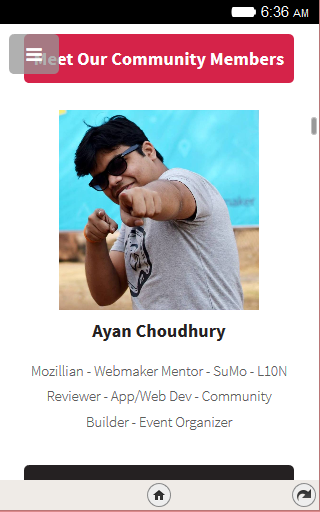 6:36 AM
Meet Our Community Members
maker
Ayan Choudhury
Mozillian - Webmaker Mentor - SuMo - L10N
Reviewer - App/Web Dev - Community
Builder - Event Organizer